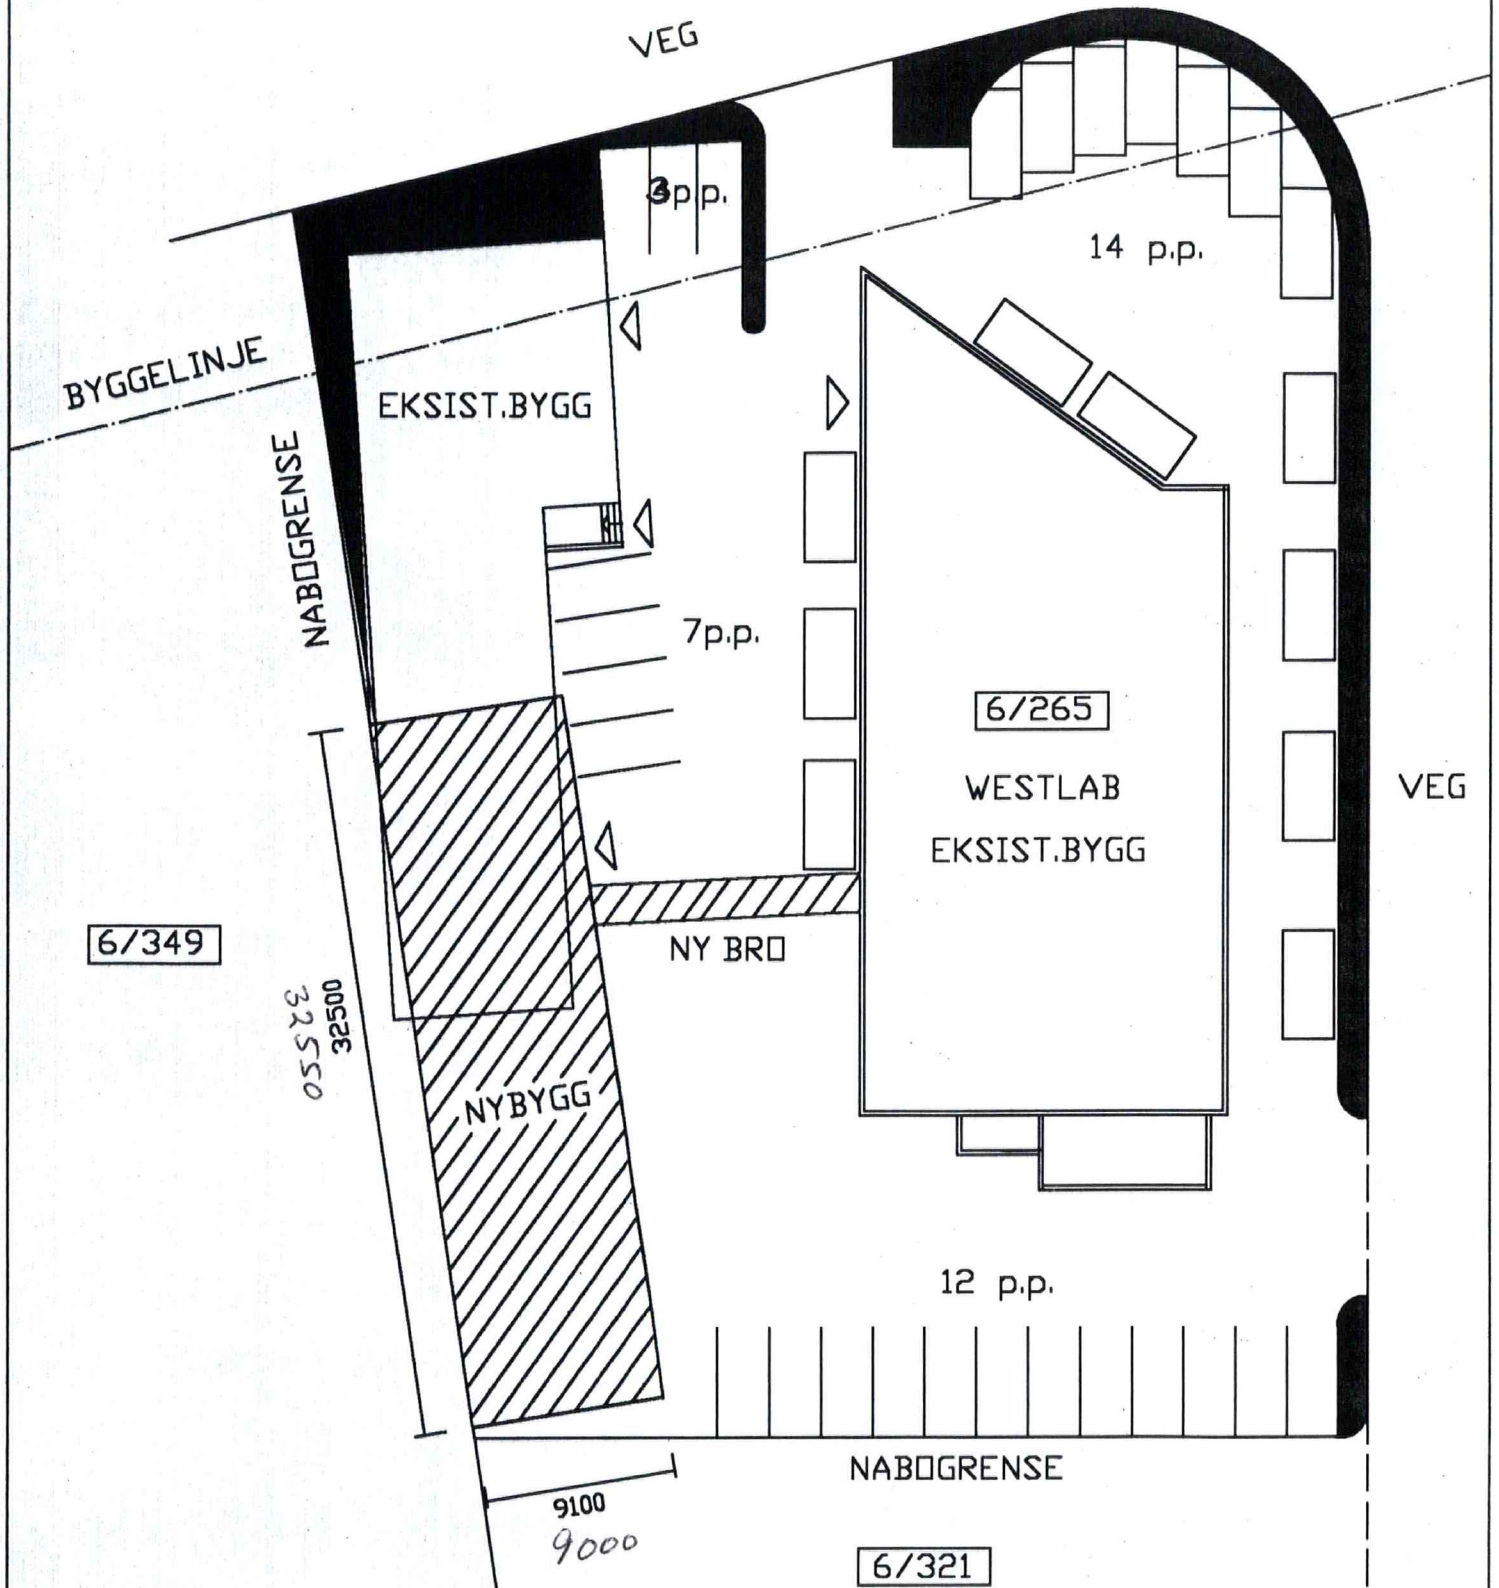 VEG
3p.p.
14 p.p.
BYGGELINJE
EKSIST.BYGG
NABOGRENSE
7p.p.
6/265
WESTLAB
EKSIST.BYGG
VEG
6/349
NY BRO
32500
32550
NYBYGG
12 p.p.
NABOGRENSE
9100
9000
6/321